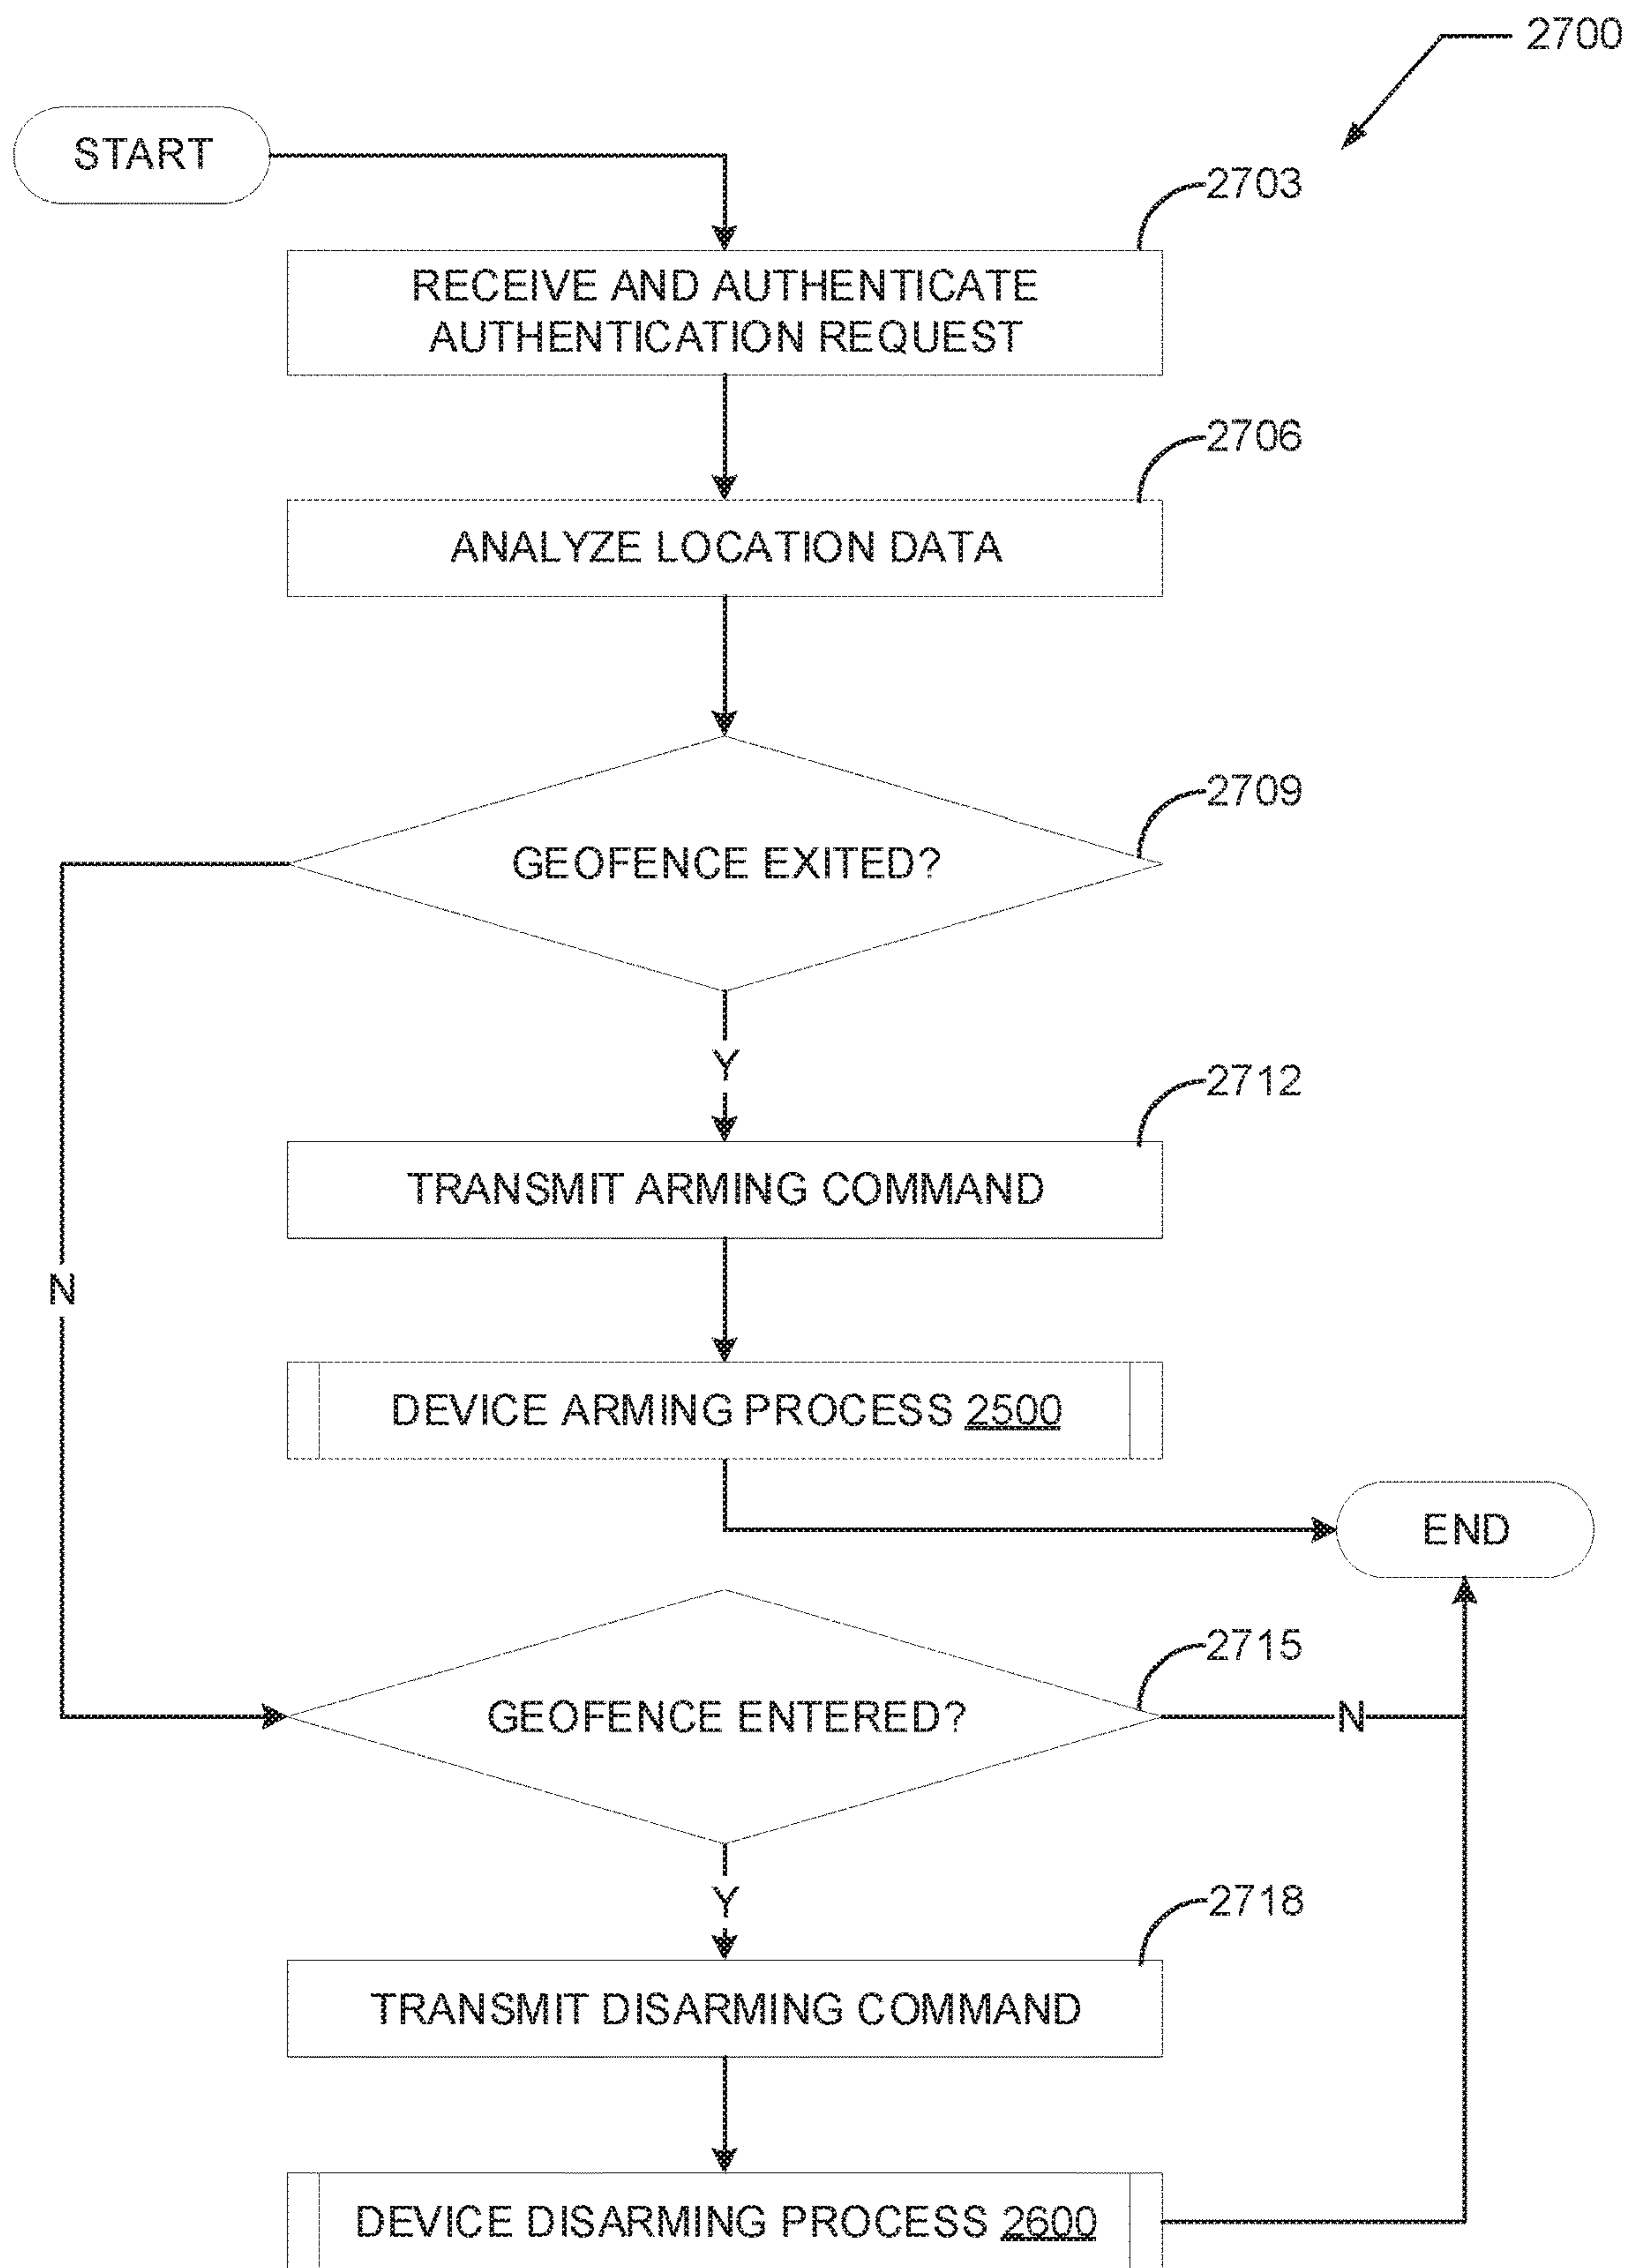 2700
START
2703
RECEIVE AND AUTHENTICATE
AUTHENTICATION REQUEST
2706
ANALYZE LOCATION DATA
2709
GEOFENCE EXITED?
Y
2712
TRANSMIT ARMING COMMAND
N
DEVICE ARMING PROCESS 2500
END
2715
GEOFENCE ENTERED?
N
Y
2718
TRANSMIT DISARMING COMMAND
DEVICE DISARMING PROCESS 2600